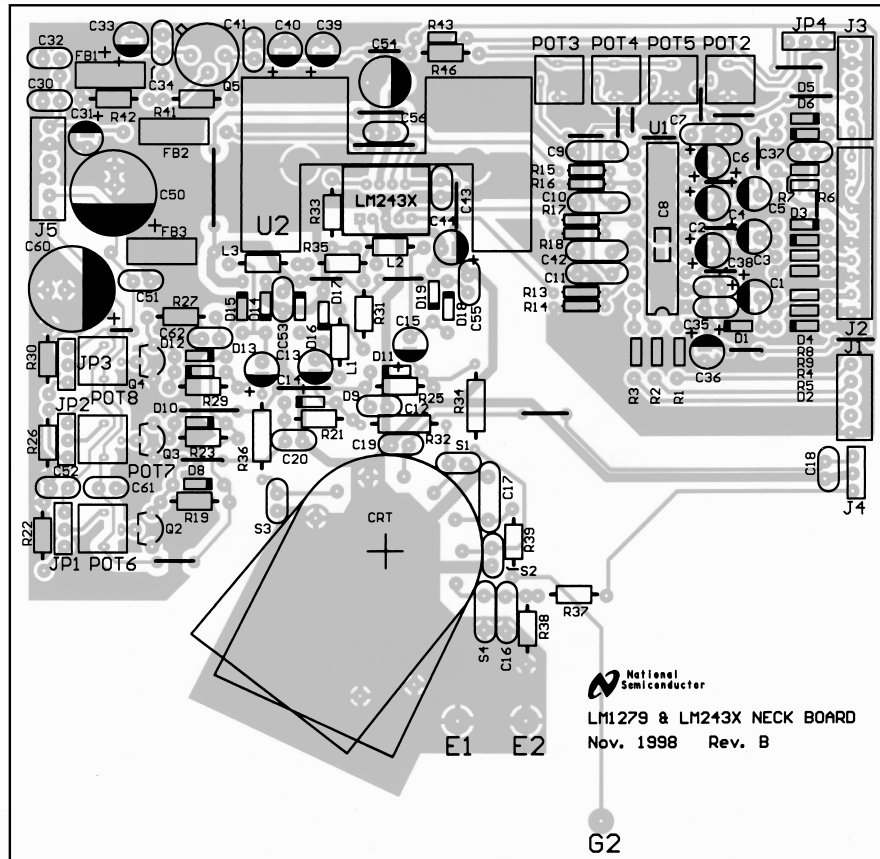 C33
C41
C40
C39
R43
JP4
J3
C32
C54
POT3
POT4
POT5
POT2
FB1
R46
C34
Q5
D5
C30
R42
D6
C31
R41
C56
U1
C7
FB2
C9
C6
C37
R15
R16
C50
R33
LM243X
C43
C10
C8
C5
R7
R6
J5
U2
C44
R17
C4
D3
C60
FB3
R18
C2
C3
L3
R35
L2
C42
C38
C51
D17
C11
D15
D14
D19
D18
C55
R13
C1
R27
C53
D16
R31
R14
C62
C15
C35
D1
D4
J2
R30
D12
D13
C13
L1
D11
R3
R2
R1
C36
R8
R9
R4
R5
D2
J1
JP3
POT8
Q4
C14
R25
R34
JP2
R29
D9
D10
C12
R26
R36
R21
Q3
R23
C20
C19
R32
S1
POT7
C52
C61
D8
C17
C18
J4
R22
R19
S3
CRT
Q2
R39
JP1
POT6
S2
R37
S4
C16
R38
National
Semiconductor
LM1279 & LM243X NECK BOARD
Nov. 1998 Rev. B
E1
E2
G2